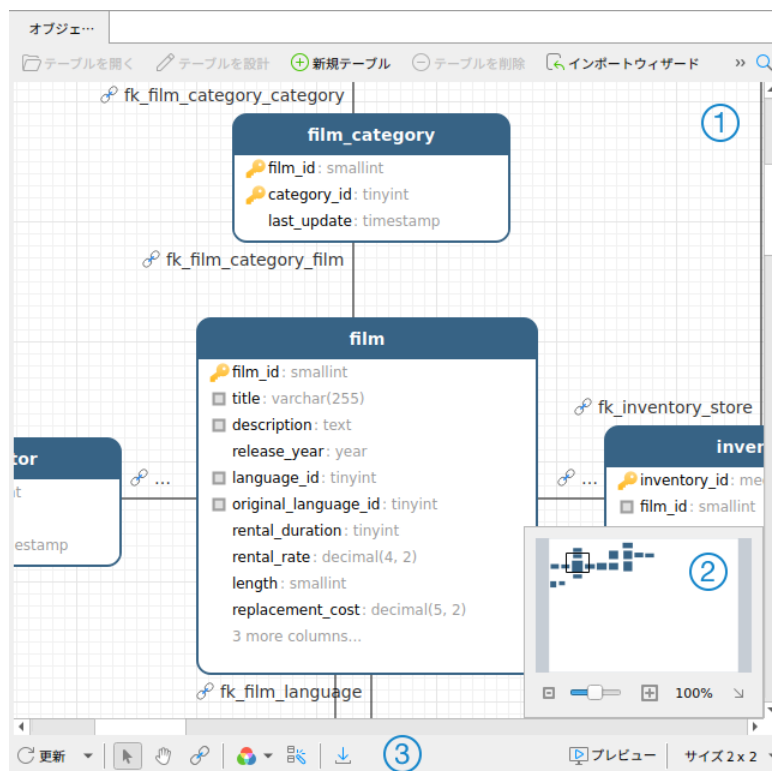 オブジェ…
テーブルを開く テーブルを設計 新規テーブル テーブルを削除 インポートウィザード »
fk_film_category_category
①
film_category
film_id: smallint
category_id: tinyint
last_update: timestamp
fk_film_category_film
film
film_id: smallint
title: varchar(255)
description: text
release_year: year
language_id: tinyint
original_language_id: tinyint
rental_duration: tinyint
rental_rate: decimal(4, 2)
length: smallint
replacement_cost: decimal(5, 2)
3 more columns...
fk_film_language
tor
nt
estamp
...
...
fk_inventory_store
inver
inventory_id: me
film_id: smallint
②
100%
更新 ③ プレビュー サイズ 2 x 2